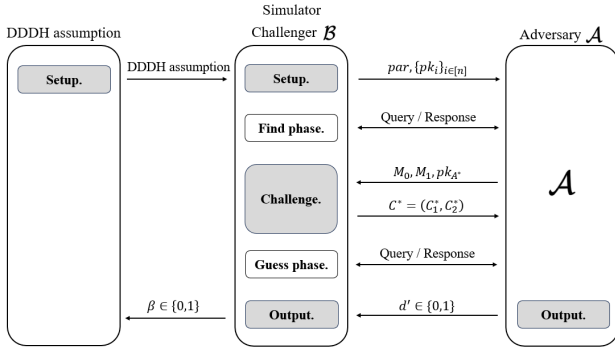 Simulator
DDDH assumption
Challenger ℬ
Adversary 𝒜
Setup.
DDDH assumption
Setup.
par, {pk_i}_{i∈[n]}
Find phase.
Query / Response
Challenge.
M_0, M_1, pk_{A*}
𝒜
C* = (C_1^*, C_2^*)
Guess phase.
Query / Response
β ∈ {0,1}
Output.
d′ ∈ {0,1}
Output.